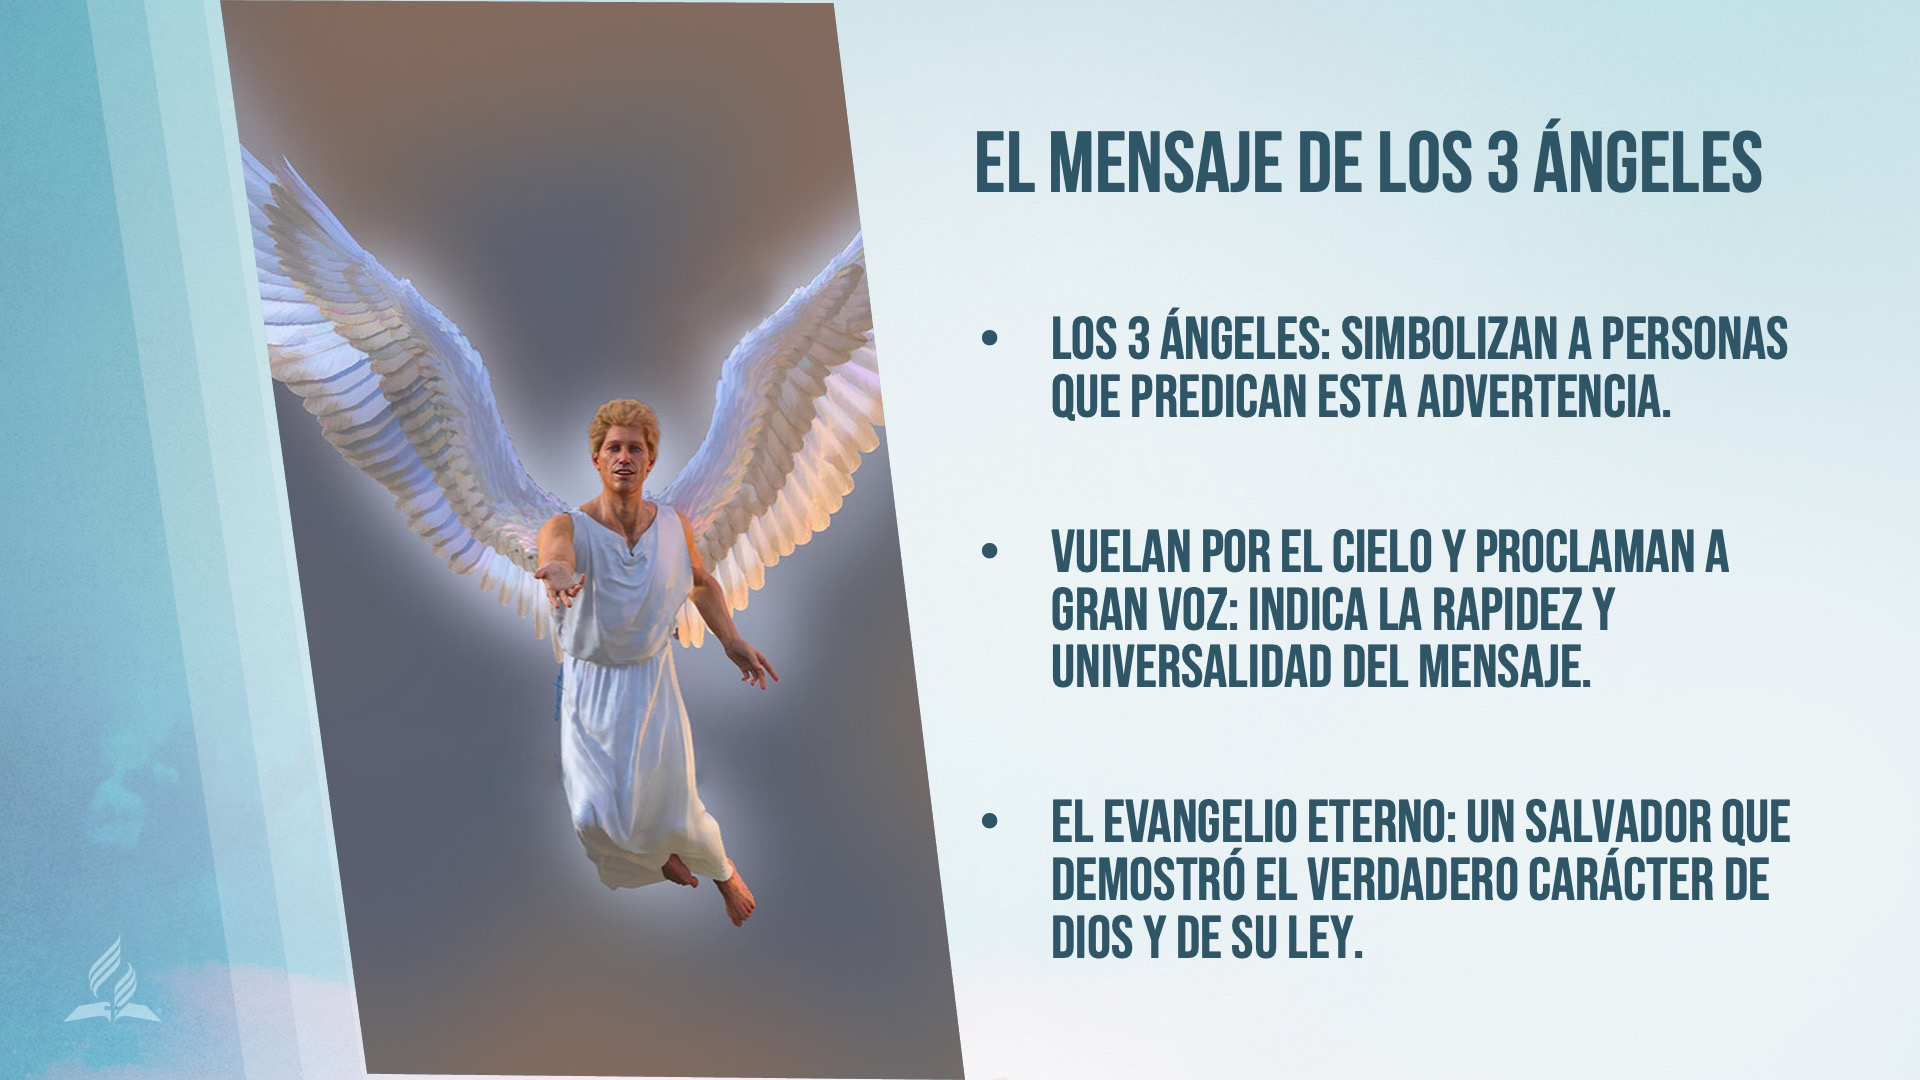 EL MENSAJE DE LOS 3 ÁNGELES
• LOS 3 ÁNGELES: SIMBOLIZAN A PERSONAS
QUE PREDICAN ESTA ADVERTENCIA.
• VUELAN POR EL CIELO Y PROCLAMAN A
GRAN VOZ: INDICA LA RAPIDEZ Y
UNIVERSALIDAD DEL MENSAJE.
• EL EVANGELIO ETERNO: UN SALVADOR QUE
DEMOSTRÓ EL VERDADERO CARÁCTER DE
DIOS Y DE SU LEY.